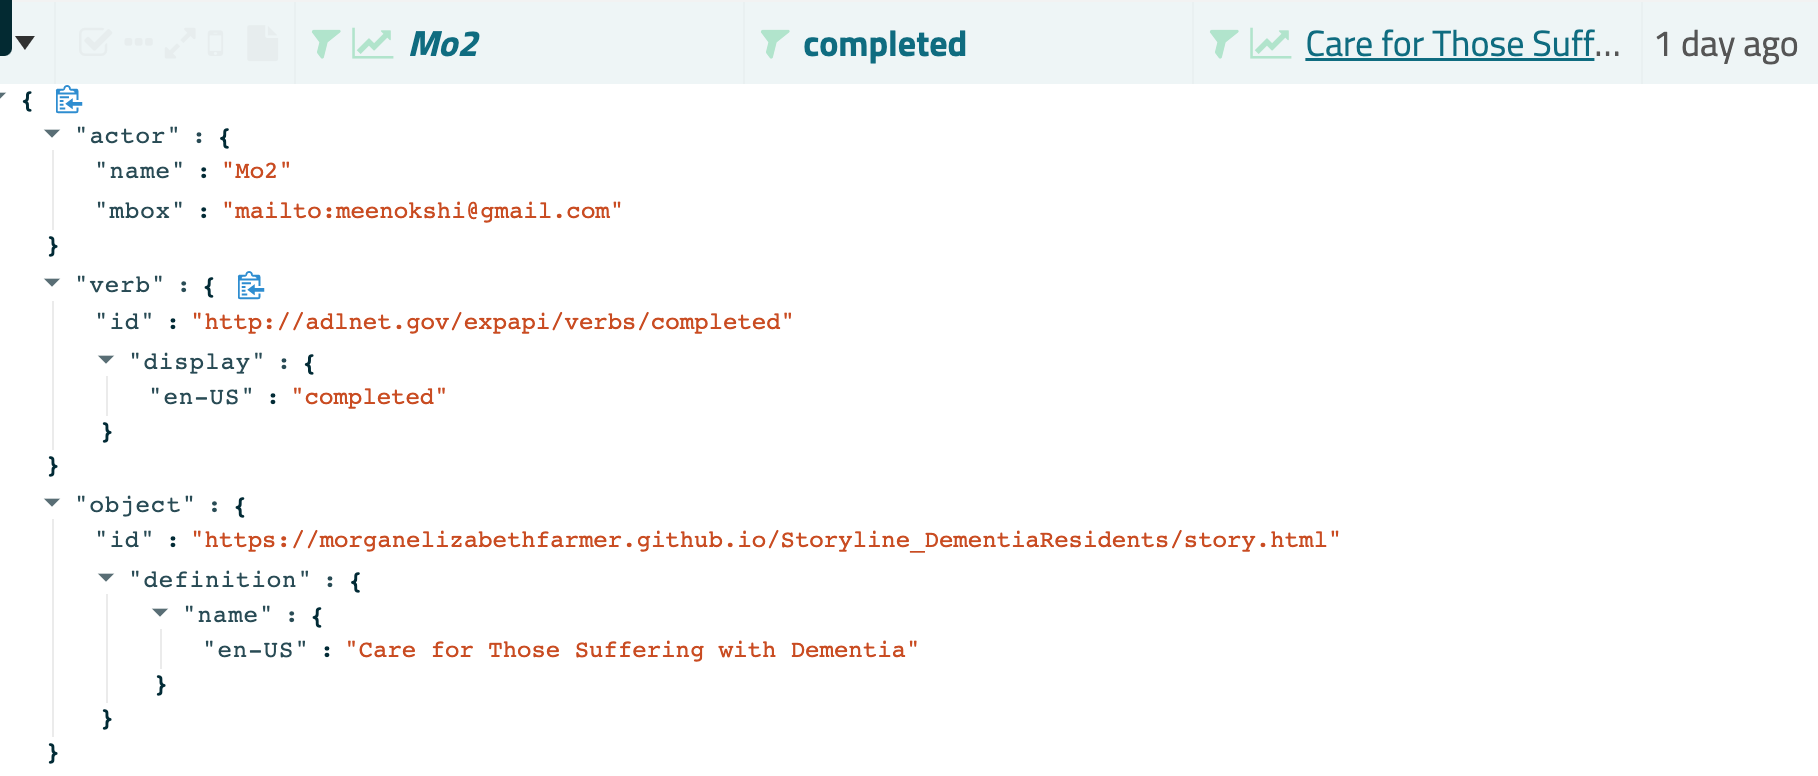 Mo2 completed Care for Those Suff... 1 day ago
{
"actor" : {
"name" : "Mo2"
"mbox" : "mailto:meenokshi@gmail.com"
}
"verb" : {
"id" : "http://adlnet.gov/expapi/verbs/completed"
"display" : {
"en-US" : "completed"
}
}
"object" : {
"id" : "https://morganelizabethfarmer.github.io/Storyline_DementiaResidents/story.html"
"definition" : {
"name" : {
"en-US" : "Care for Those Suffering with Dementia"
}
}
}